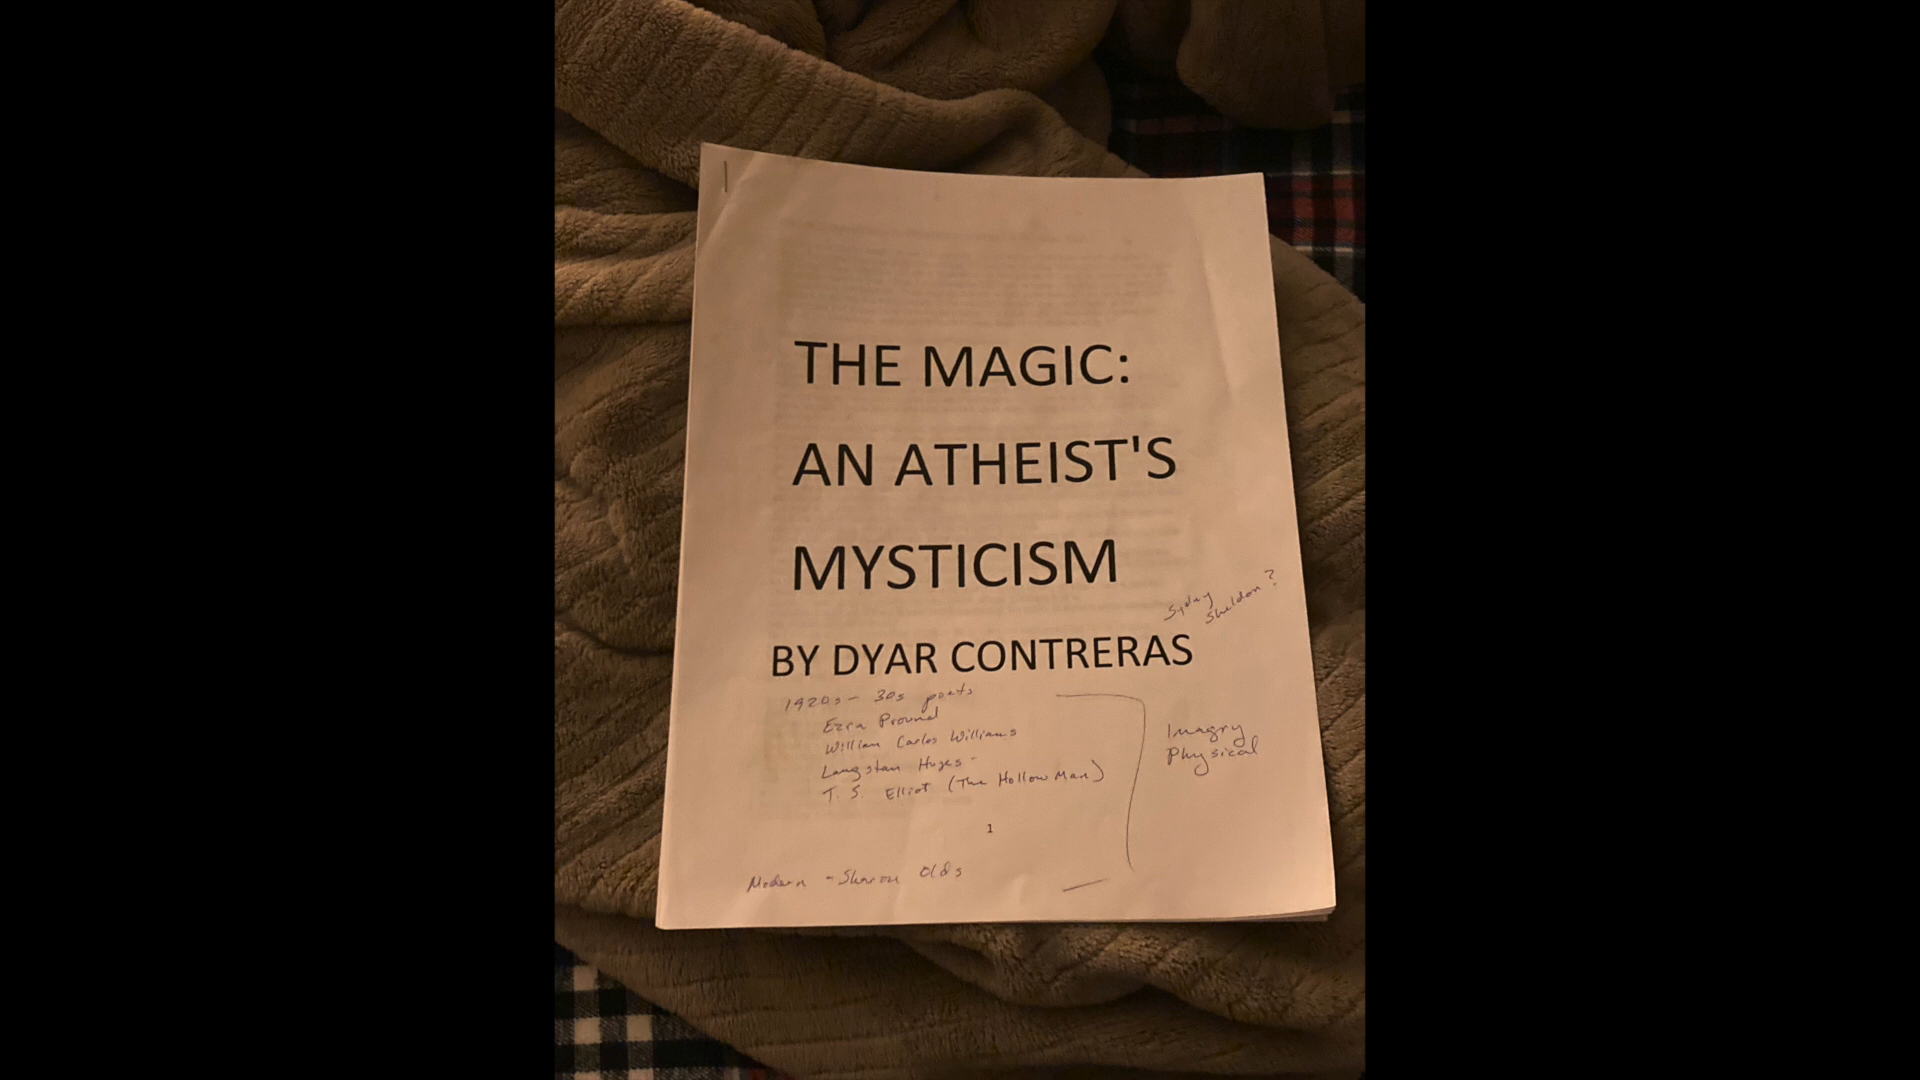 THE MAGIC:
AN ATHEIST'S
MYSTICISM
Sydney
Sheldon?
BY DYAR CONTRERAS
1920s - 30s poets
Ezra Pround
William Carlos Williams
Langstan Huges -
T. S. Elliot (The Hollow Man)
Imagry
Physical
1
Modern - Sharon Olds